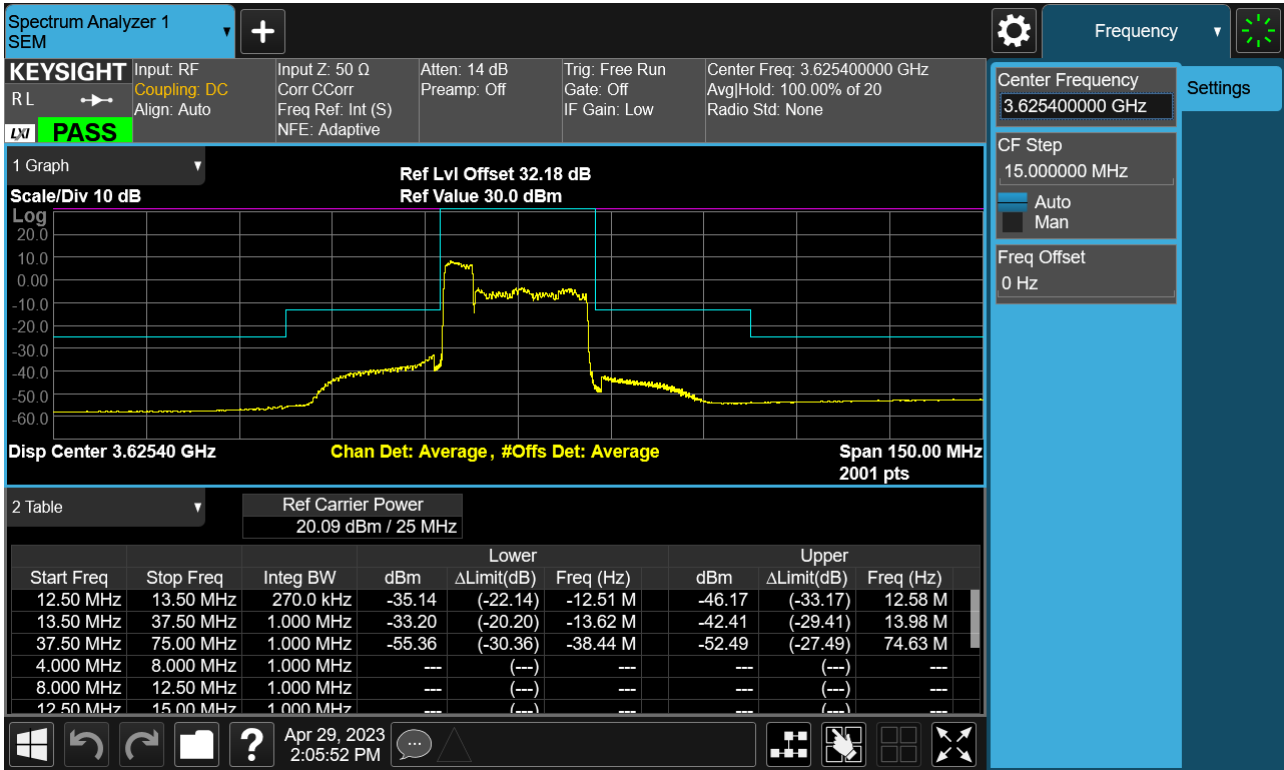 Spectrum Analyzer 1
SEM
Frequency
KEYSIGHT
R L
LXI
PASS
Input: RF
Coupling: DC
Align: Auto
Input Z: 50 Ω
Corr CCorr
Freq Ref: Int (S)
NFE: Adaptive
Atten: 14 dB
Preamp: Off
Trig: Free Run
Gate: Off
IF Gain: Low
Center Freq: 3.625400000 GHz
Avg|Hold: 100.00% of 20
Radio Std: None
Center Frequency
3.625400000 GHz
Settings
CF Step
15.000000 MHz
Auto
Man
Freq Offset
0 Hz
1 Graph
Ref Lvl Offset 32.18 dB
Scale/Div 10 dB
Ref Value 30.0 dBm
Log
20.0
10.0
0.00
-10.0
-20.0
-30.0
-40.0
-50.0
-60.0
Disp Center 3.62540 GHz
Chan Det: Average , #Offs Det: Average
Span 150.00 MHz
2001 pts
2 Table
Ref Carrier Power
20.09 dBm / 25 MHz
Lower Upper
Start Freq Stop Freq Integ BW dBm ∆Limit(dB) Freq (Hz) dBm ∆Limit(dB) Freq (Hz)
12.50 MHz 13.50 MHz 270.0 kHz -35.14 (-22.14) -12.51 M -46.17 (-33.17) 12.58 M
13.50 MHz 37.50 MHz 1.000 MHz -33.20 (-20.20) -13.62 M -42.41 (-29.41) 13.98 M
37.50 MHz 75.00 MHz 1.000 MHz -55.36 (-30.36) -38.44 M -52.49 (-27.49) 74.63 M
4.000 MHz 8.000 MHz 1.000 MHz --- (---) --- --- (---) ---
8.000 MHz 12.50 MHz 1.000 MHz --- (---) --- --- (---) ---
12.50 MHz 15.00 MHz 1.000 MHz --- (---) --- --- (---) ---
?
Apr 29, 2023
2:05:52 PM